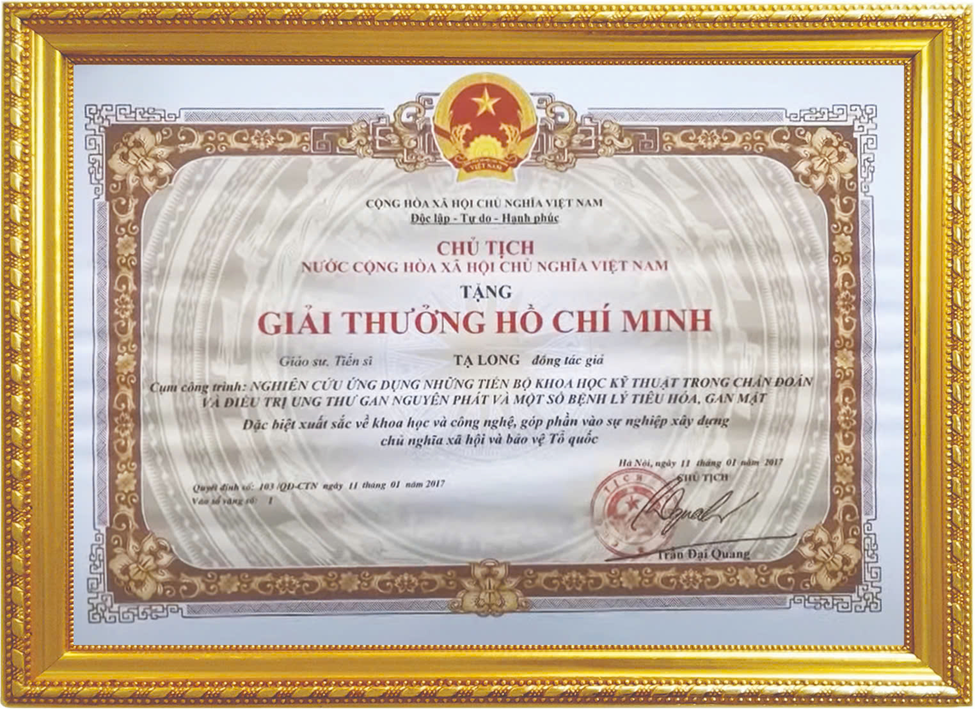 VIỆT NAM
CỘNG HÒA XÃ HỘI CHỦ NGHĨA VIỆT NAM
Độc lập - Tự do - Hạnh phúc
CHỦ TỊCH
NƯỚC CỘNG HÒA XÃ HỘI CHỦ NGHĨA VIỆT NAM
TẶNG
GIẢI THƯỞNG HỒ CHÍ MINH
Giáo sư, Tiến sĩ TẠ LONG đồng tác giả
Cụm công trình: NGHIÊN CỨU ỨNG DỤNG NHỮNG TIẾN BỘ KHOA HỌC KỸ THUẬT TRONG CHẨN ĐOÁN
VÀ ĐIỀU TRỊ UNG THƯ GAN NGUYÊN PHÁT VÀ MỘT SỐ BỆNH LÝ TIÊU HÓA, GAN MẬT
Đặc biệt xuất sắc về khoa học và công nghệ, góp phần vào sự nghiệp xây dựng
chủ nghĩa xã hội và bảo vệ Tổ quốc
Hà Nội, ngày 11 tháng 01 năm 2017
CHỦ TỊCH
Quyết định số: 103 /QĐ-CTN ngày 11 tháng 01 năm 2017
Vào sổ vàng số: 1
Trần Đại Quang